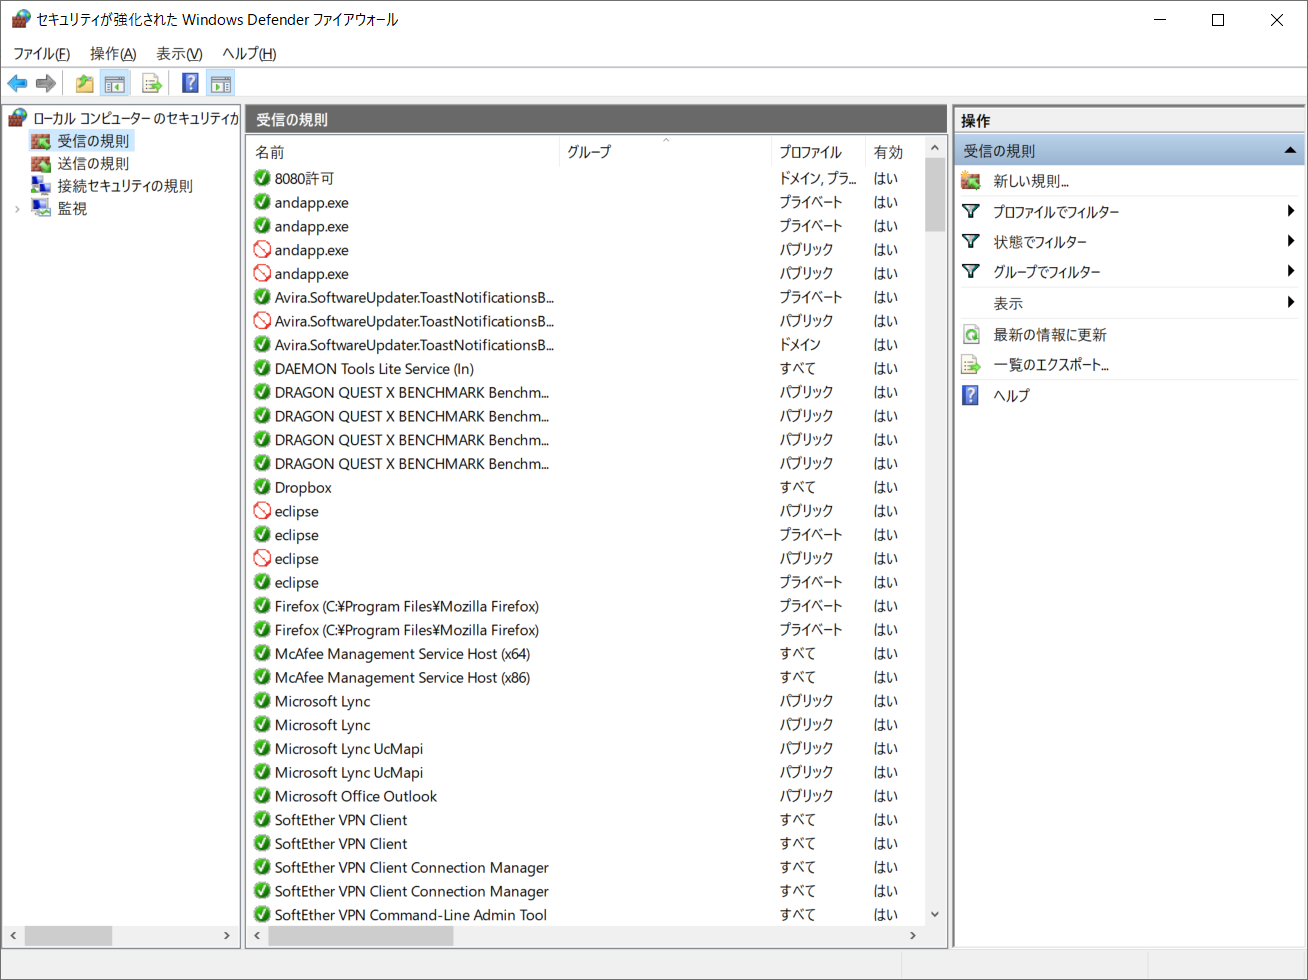 セキュリティが強化された Windows Defender ファイアウォール
ファイル(F) 操作(A) 表示(V) ヘルプ(H)
ローカル コンピューターのセキュリティが
受信の規則
送信の規則
接続セキュリティの規則
監視
受信の規則
名前 グループ プロファイル 有効
8080許可 ドメイン, プラ... はい
andapp.exe プライベート はい
andapp.exe プライベート はい
andapp.exe パブリック はい
andapp.exe パブリック はい
Avira.SoftwareUpdater.ToastNotificationsB... プライベート はい
Avira.SoftwareUpdater.ToastNotificationsB... パブリック はい
Avira.SoftwareUpdater.ToastNotificationsB... ドメイン はい
DAEMON Tools Lite Service (In) すべて はい
DRAGON QUEST X BENCHMARK Benchm... パブリック はい
DRAGON QUEST X BENCHMARK Benchm... パブリック はい
DRAGON QUEST X BENCHMARK Benchm... パブリック はい
DRAGON QUEST X BENCHMARK Benchm... パブリック はい
Dropbox すべて はい
eclipse パブリック はい
eclipse プライベート はい
eclipse パブリック はい
eclipse プライベート はい
Firefox (C:¥Program Files¥Mozilla Firefox) プライベート はい
Firefox (C:¥Program Files¥Mozilla Firefox) プライベート はい
McAfee Management Service Host (x64) すべて はい
McAfee Management Service Host (x86) すべて はい
Microsoft Lync パブリック はい
Microsoft Lync パブリック はい
Microsoft Lync UcMapi パブリック はい
Microsoft Lync UcMapi パブリック はい
Microsoft Office Outlook パブリック はい
SoftEther VPN Client すべて はい
SoftEther VPN Client すべて はい
SoftEther VPN Client Connection Manager すべて はい
SoftEther VPN Client Connection Manager すべて はい
SoftEther VPN Command-Line Admin Tool すべて はい
操作
受信の規則
新しい規則...
プロファイルでフィルター
状態でフィルター
グループでフィルター
表示
最新の情報に更新
一覧のエクスポート...
ヘルプ